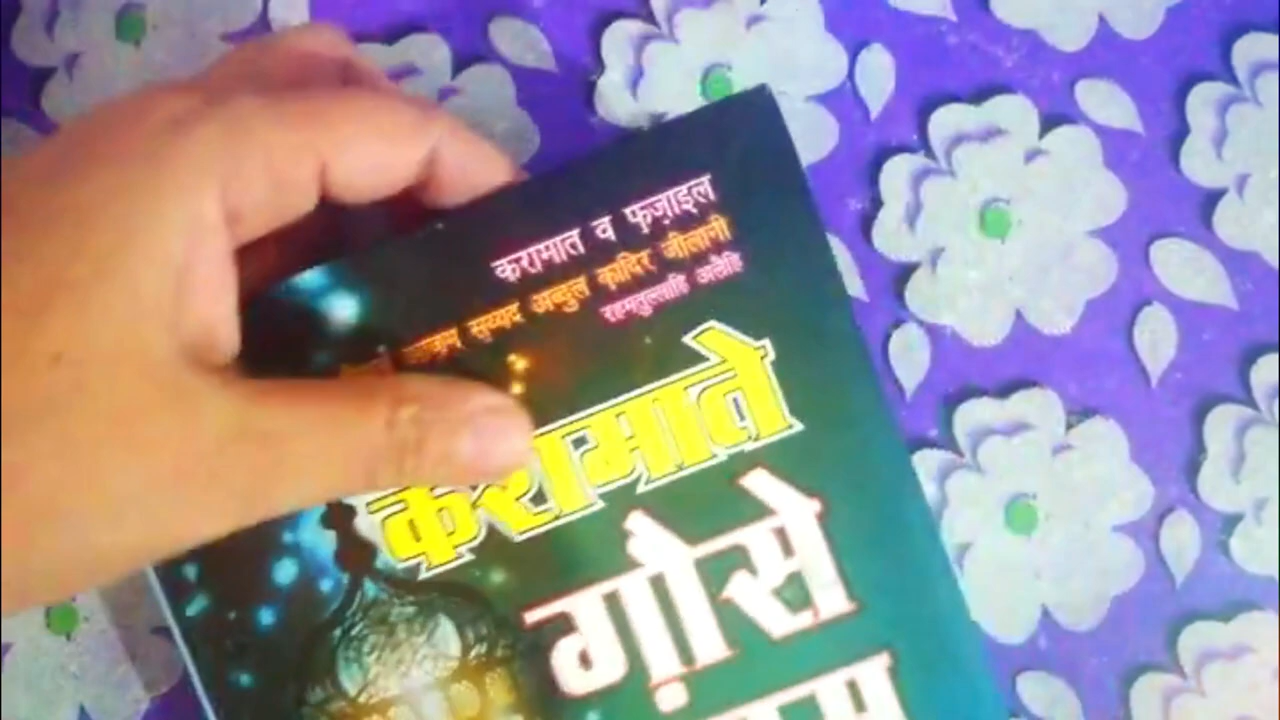 करामात व फ़ज़ाइल
सय्यद अब्दुल क़ादिर जीलानी
रहमतुल्लाहि अलैहि
करामाते
ग़ौसे